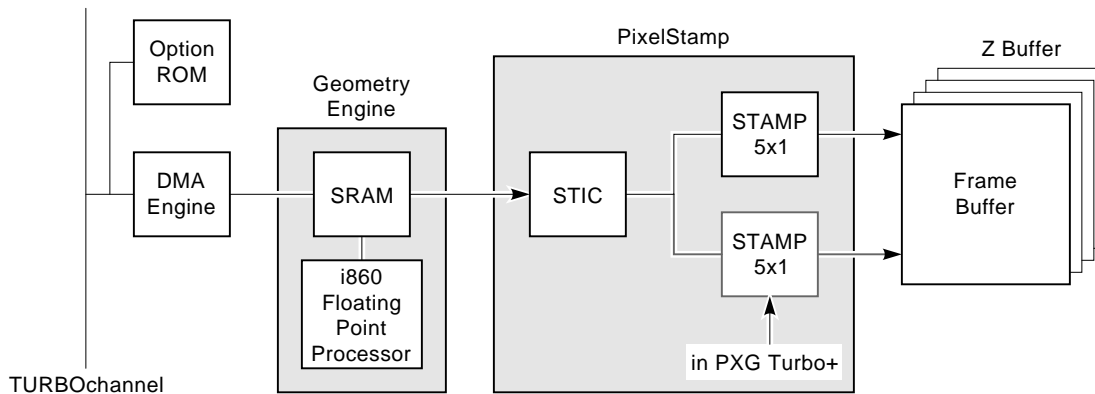 PixelStamp
Z Buffer
Option
ROM
Geometry
Engine
STAMP
5x1
DMA
Engine
SRAM
STIC
Frame
Buffer
STAMP
5x1
i860
Floating
Point
Processor
in PXG Turbo+
TURBOchannel